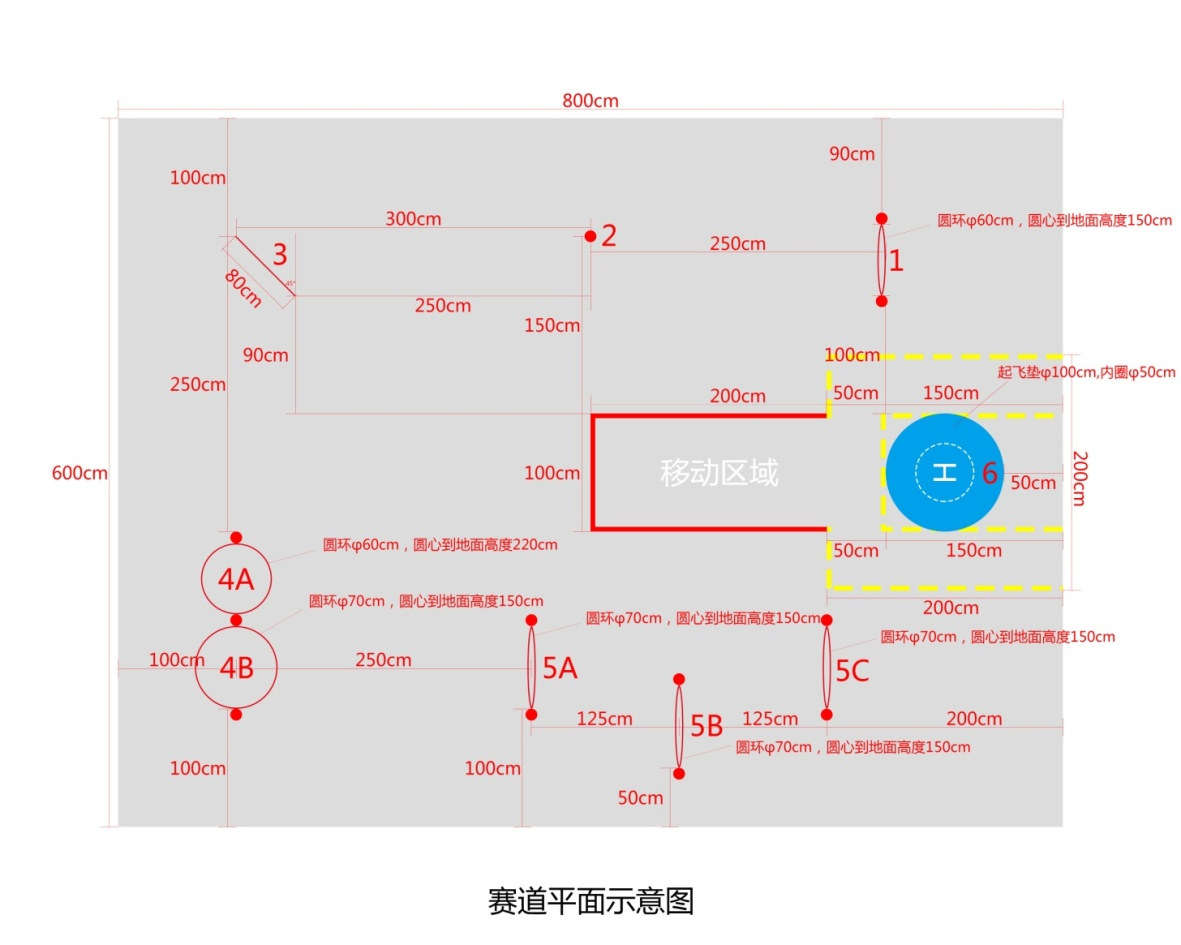 800cm
90cm
100cm
圆环φ60cm，圆心到地面高度150cm
300cm
2
250cm
1
3
45°
80cm
250cm
150cm
90cm
100cm
起飞垫φ100cm,内圈φ50cm
250cm
200cm
50cm
150cm
600cm
100cm
移动区域
H
6
50cm
200cm
圆环φ60cm，圆心到地面高度220cm
50cm
150cm
4A
圆环φ70cm，圆心到地面高度150cm
200cm
圆环φ70cm，圆心到地面高度150cm
圆环φ70cm，圆心到地面高度150cm
100cm
4B
250cm
5A
5C
125cm
5B
125cm
200cm
圆环φ70cm，圆心到地面高度150cm
100cm
100cm
50cm
赛道平面示意图